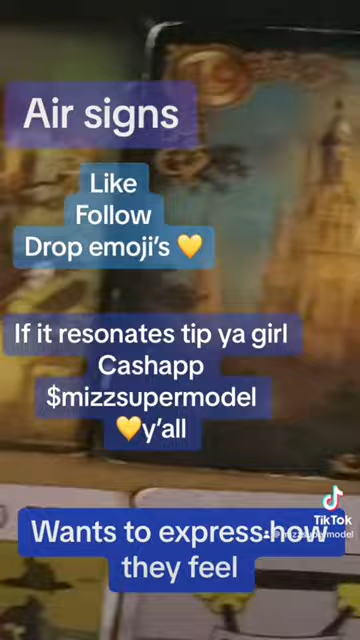 Air signs
Like
Follow
Drop emoji's 💛
If it resonates tip ya girl
Cashapp
$mizzsupermodel
💛y'all
Wants to express how
they feel
TikTok
@mizzsupermodel